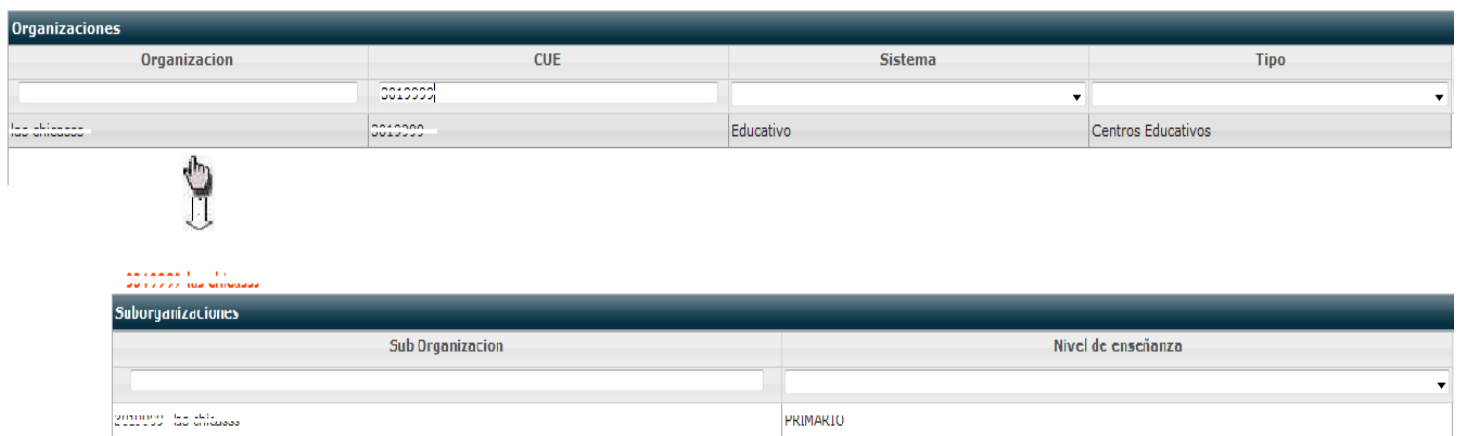 Organizaciones
Organizacion CUE Sistema Tipo
Educativo Centros Educativos
Suborganizaciones
Sub Organizacion Nivel de enseñanza
PRIMARIO